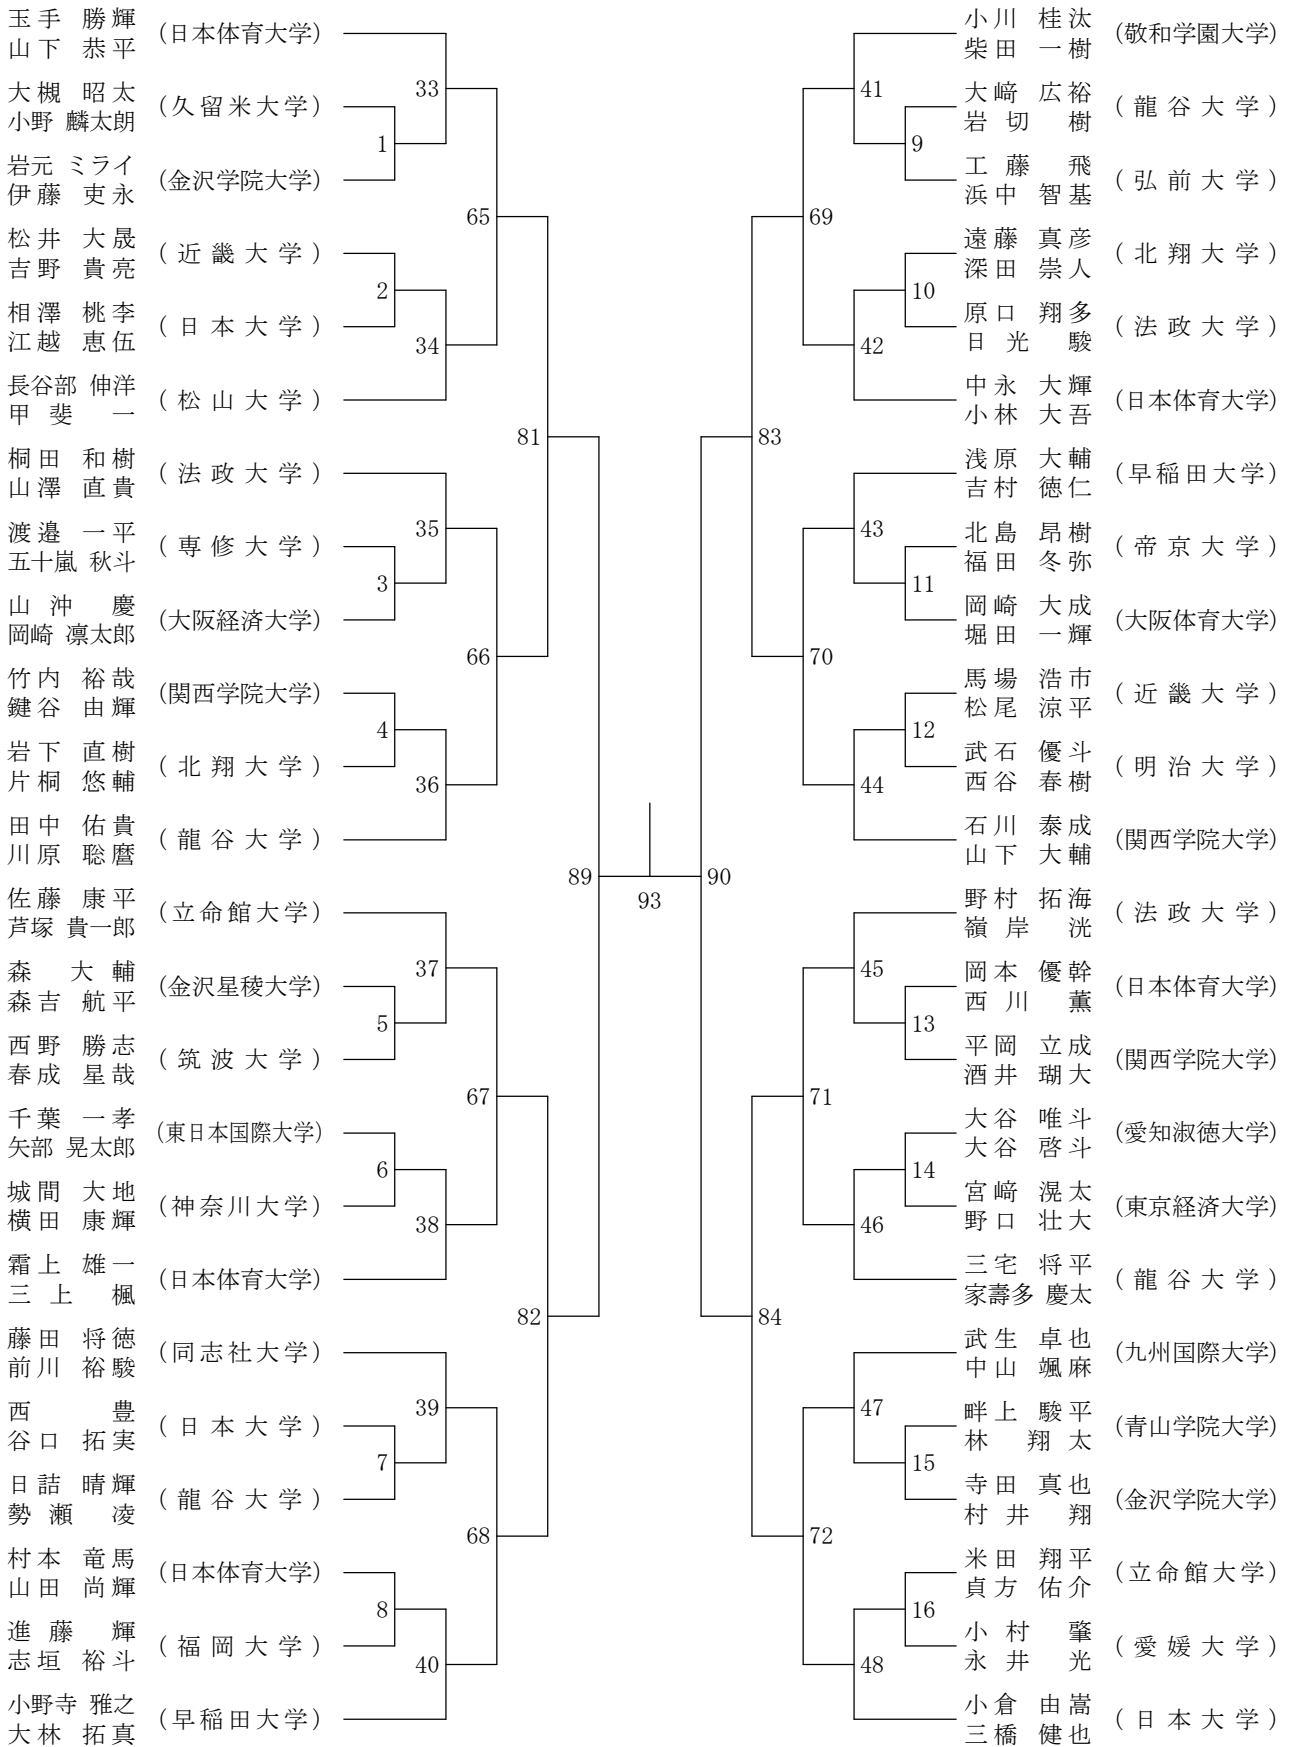 玉手 勝輝
山下 恭平 (日本体育大学)
大槻 昭太
小野 麟太朗 (久留米大学)
岩元 ミライ
伊藤 吏永 (金沢学院大学)
松井 大晟
吉野 貴亮 (近畿大学)
相澤 桃李
江越 恵伍 (日本大学)
長谷部 伸洋
甲斐 一 (松山大学)
桐田 和樹
山澤 直貴 (法政大学)
渡邉 一平
五十嵐 秋斗 (専修大学)
山沖 慶
岡崎 凛太郎 (大阪経済大学)
竹内 裕哉
鍵谷 由輝 (関西学院大学)
岩下 直樹
片桐 悠輔 (北翔大学)
田中 佑貴
川原 聡麿 (龍谷大学)
佐藤 康平
芦塚 貴一郎 (立命館大学)
森 大輔
森吉 航平 (金沢星稜大学)
西野 勝志
春成 星哉 (筑波大学)
千葉 一孝
矢部 晃太郎 (東日本国際大学)
城間 大地
横田 康輝 (神奈川大学)
霜上 雄一
三上 楓 (日本体育大学)
藤田 将徳
前川 裕駿 (同志社大学)
西 豊
谷口 拓実 (日本大学)
日詰 晴輝
勢瀬 凌 (龍谷大学)
村本 竜馬
山田 尚輝 (日本体育大学)
進藤 輝
志垣 裕斗 (福岡大学)
小野寺 雅之
大林 拓真 (早稲田大学)
1
2
3
4
5
6
7
8
33
34
35
36
37
38
39
40
65
66
67
68
81
82
89
93
90
83
84
69
70
71
72
41
42
43
44
45
46
47
48
9
10
11
12
13
14
15
16
小川 桂汰
柴田 一樹 (敬和学園大学)
大﨑 広裕
岩切 樹 (龍谷大学)
工藤 飛
浜中 智基 (弘前大学)
遠藤 真彦
深田 崇人 (北翔大学)
原口 翔多
日光 駿 (法政大学)
中永 大輝
小林 大吾 (日本体育大学)
浅原 大輔
吉村 徳仁 (早稲田大学)
北島 昂樹
福田 冬弥 (帝京大学)
岡崎 大成
堀田 一輝 (大阪体育大学)
馬場 浩市
松尾 涼平 (近畿大学)
武石 優斗
西谷 春樹 (明治大学)
石川 泰成
山下 大輔 (関西学院大学)
野村 拓海
嶺岸 洸 (法政大学)
岡本 優幹
西川 薫 (日本体育大学)
平岡 立成
酒井 瑚大 (関西学院大学)
大谷 唯斗
大谷 啓斗 (愛知淑徳大学)
宮﨑 滉太
野口 壮大 (東京経済大学)
三宅 将平
家壽多 慶太 (龍谷大学)
武生 卓也
中山 颯麻 (九州国際大学)
畔上 駿平
林 翔太 (青山学院大学)
寺田 真也
村井 翔 (金沢学院大学)
米田 翔平
貞方 佑介 (立命館大学)
小村 肇
永井 光 (愛媛大学)
小倉 由嵩
三橋 健也 (日本大学)